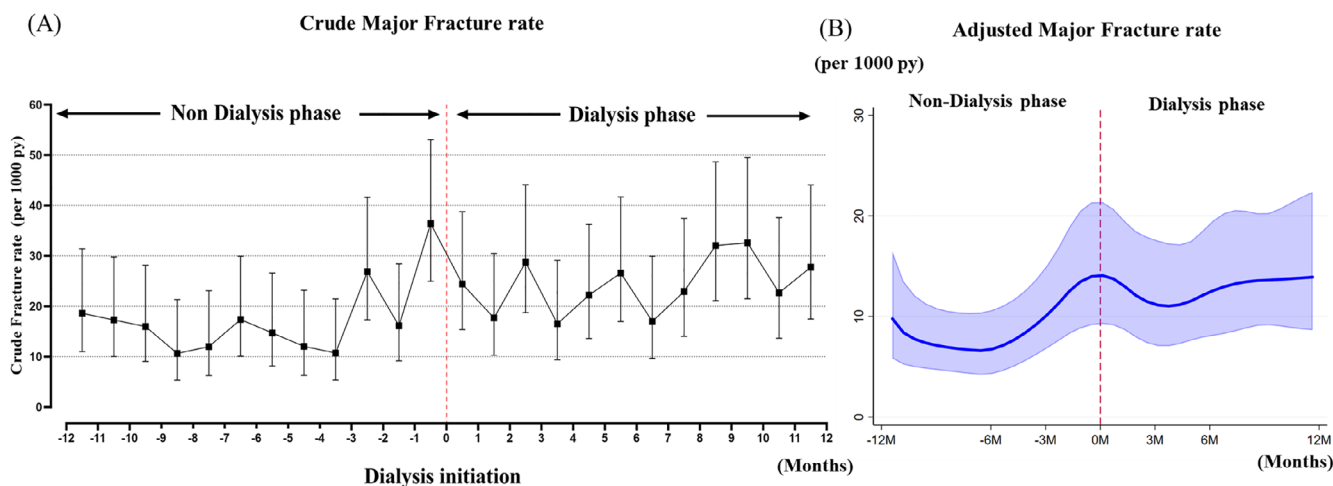 (A)
Crude Major Fracture rate
Crude Fracture rate (per 1000 py)
60
50
40
30
20
10
0
Non Dialysis phase
Dialysis phase
-12 -11 -10 -9 -8 -7 -6 -5 -4 -3 -2 -1 0 1 2 3 4 5 6 7 8 9 10 11 12
Dialysis initiation
(Months)
(B)
Adjusted Major Fracture rate
(per 1000 py)
Non-Dialysis phase
Dialysis phase
30
20
10
0
-12M -6M -3M 0M 3M 6M 12M
(Months)